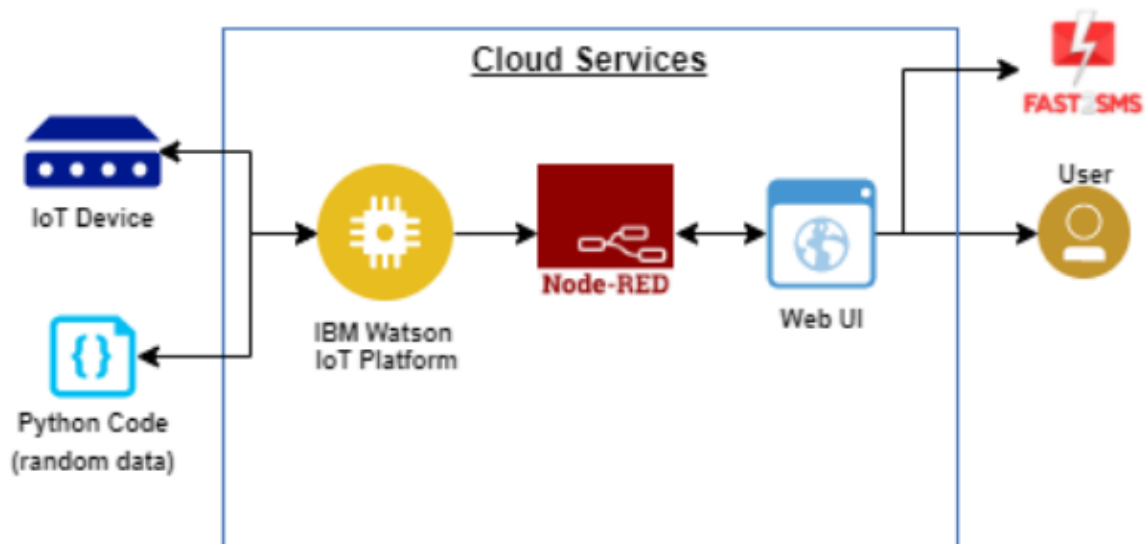 Cloud Services
FAST2SMS
IoT Device
User
Node-RED
IBM Watson
IoT Platform
Web UI
{}
Python Code
(random data)